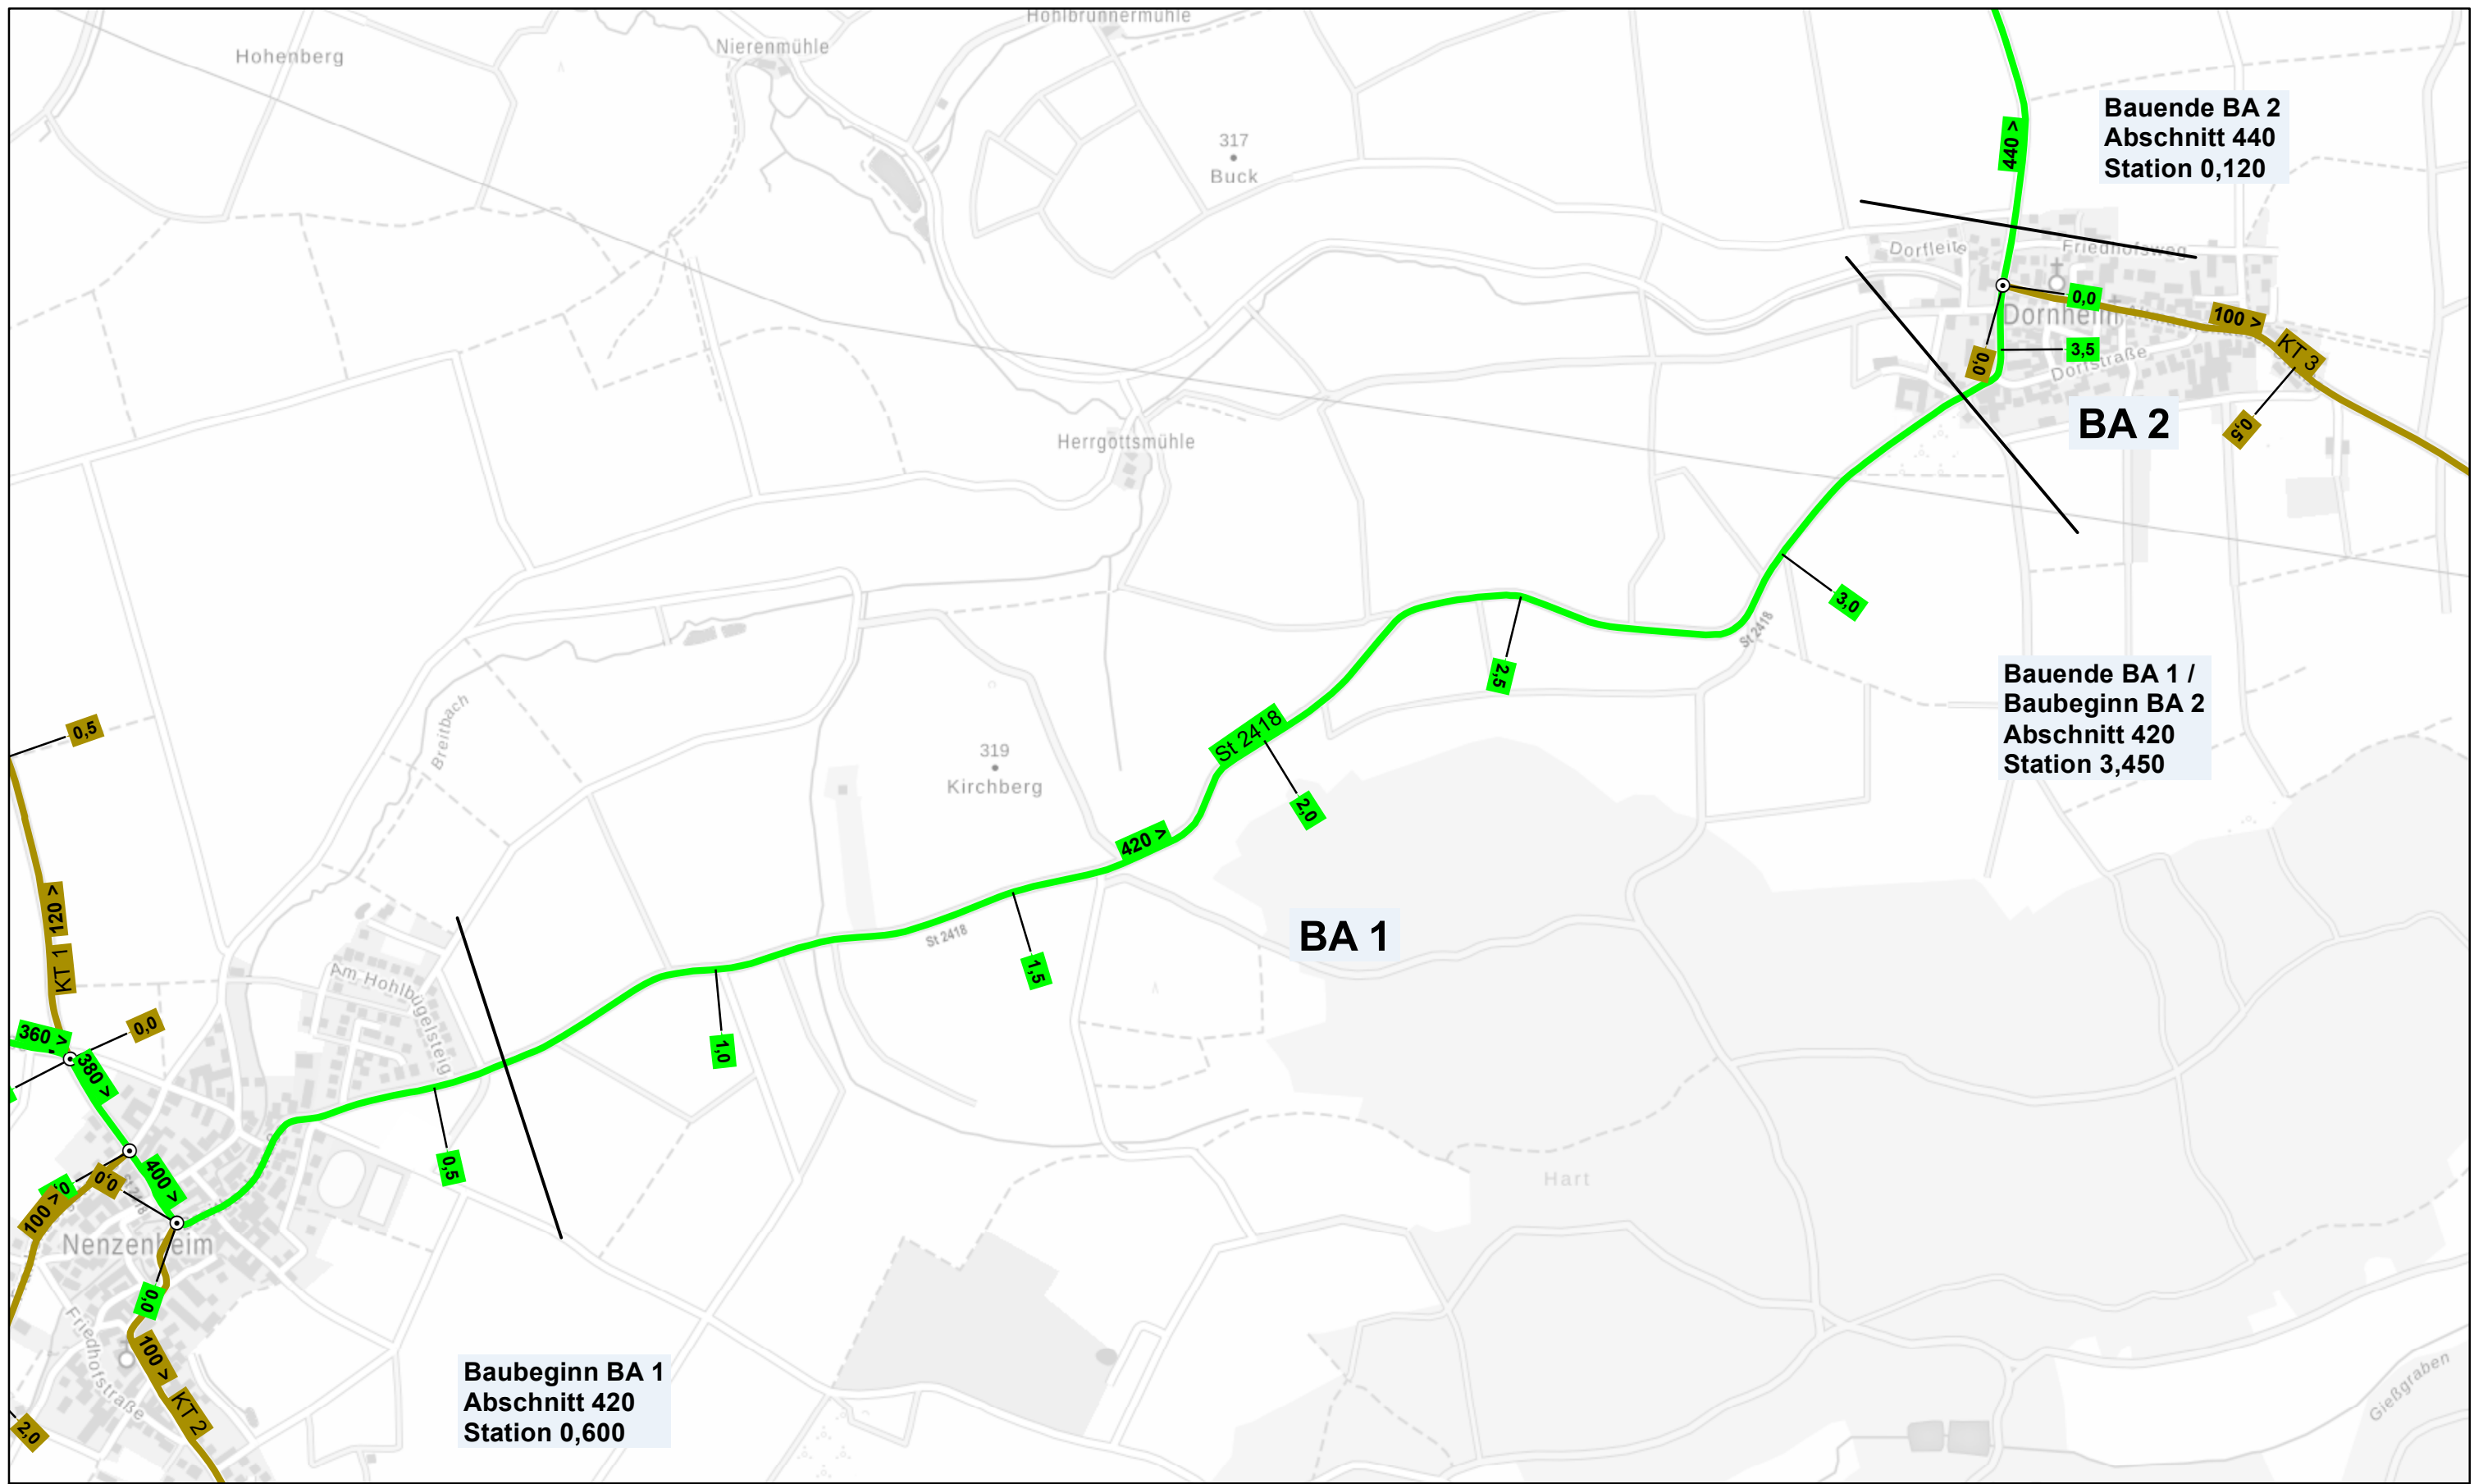 Hohlbrunnermühle
Nierenmühle
Hohenberg
317
Buck
440 >
Bauende BA 2
Abschnitt 440
Station 0,120
Dorfleite
Friedhofsweg
0,0
Dornheim
100 >
KT 3
3,5
0,0
Dorfstraße
BA 2
0,5
Herrgottsmühle
3,0
St 2418
2,5
Bauende BA 1 /
Baubeginn BA 2
Abschnitt 420
Station 3,450
Breitbach
0,5
St 2418
319
Kirchberg
2,0
420 >
120 >
KT 1
St 2418
BA 1
1,5
Am Hohlbügelsteig
1,0
0,0
360 >
380 >
0,5
400 >
0,0
0,
100 >
Hart
Nenzenheim
0,0
Friedhofstraße
100 >
KT 2
2,0
Baubeginn BA 1
Abschnitt 420
Station 0,600
Gießgraben